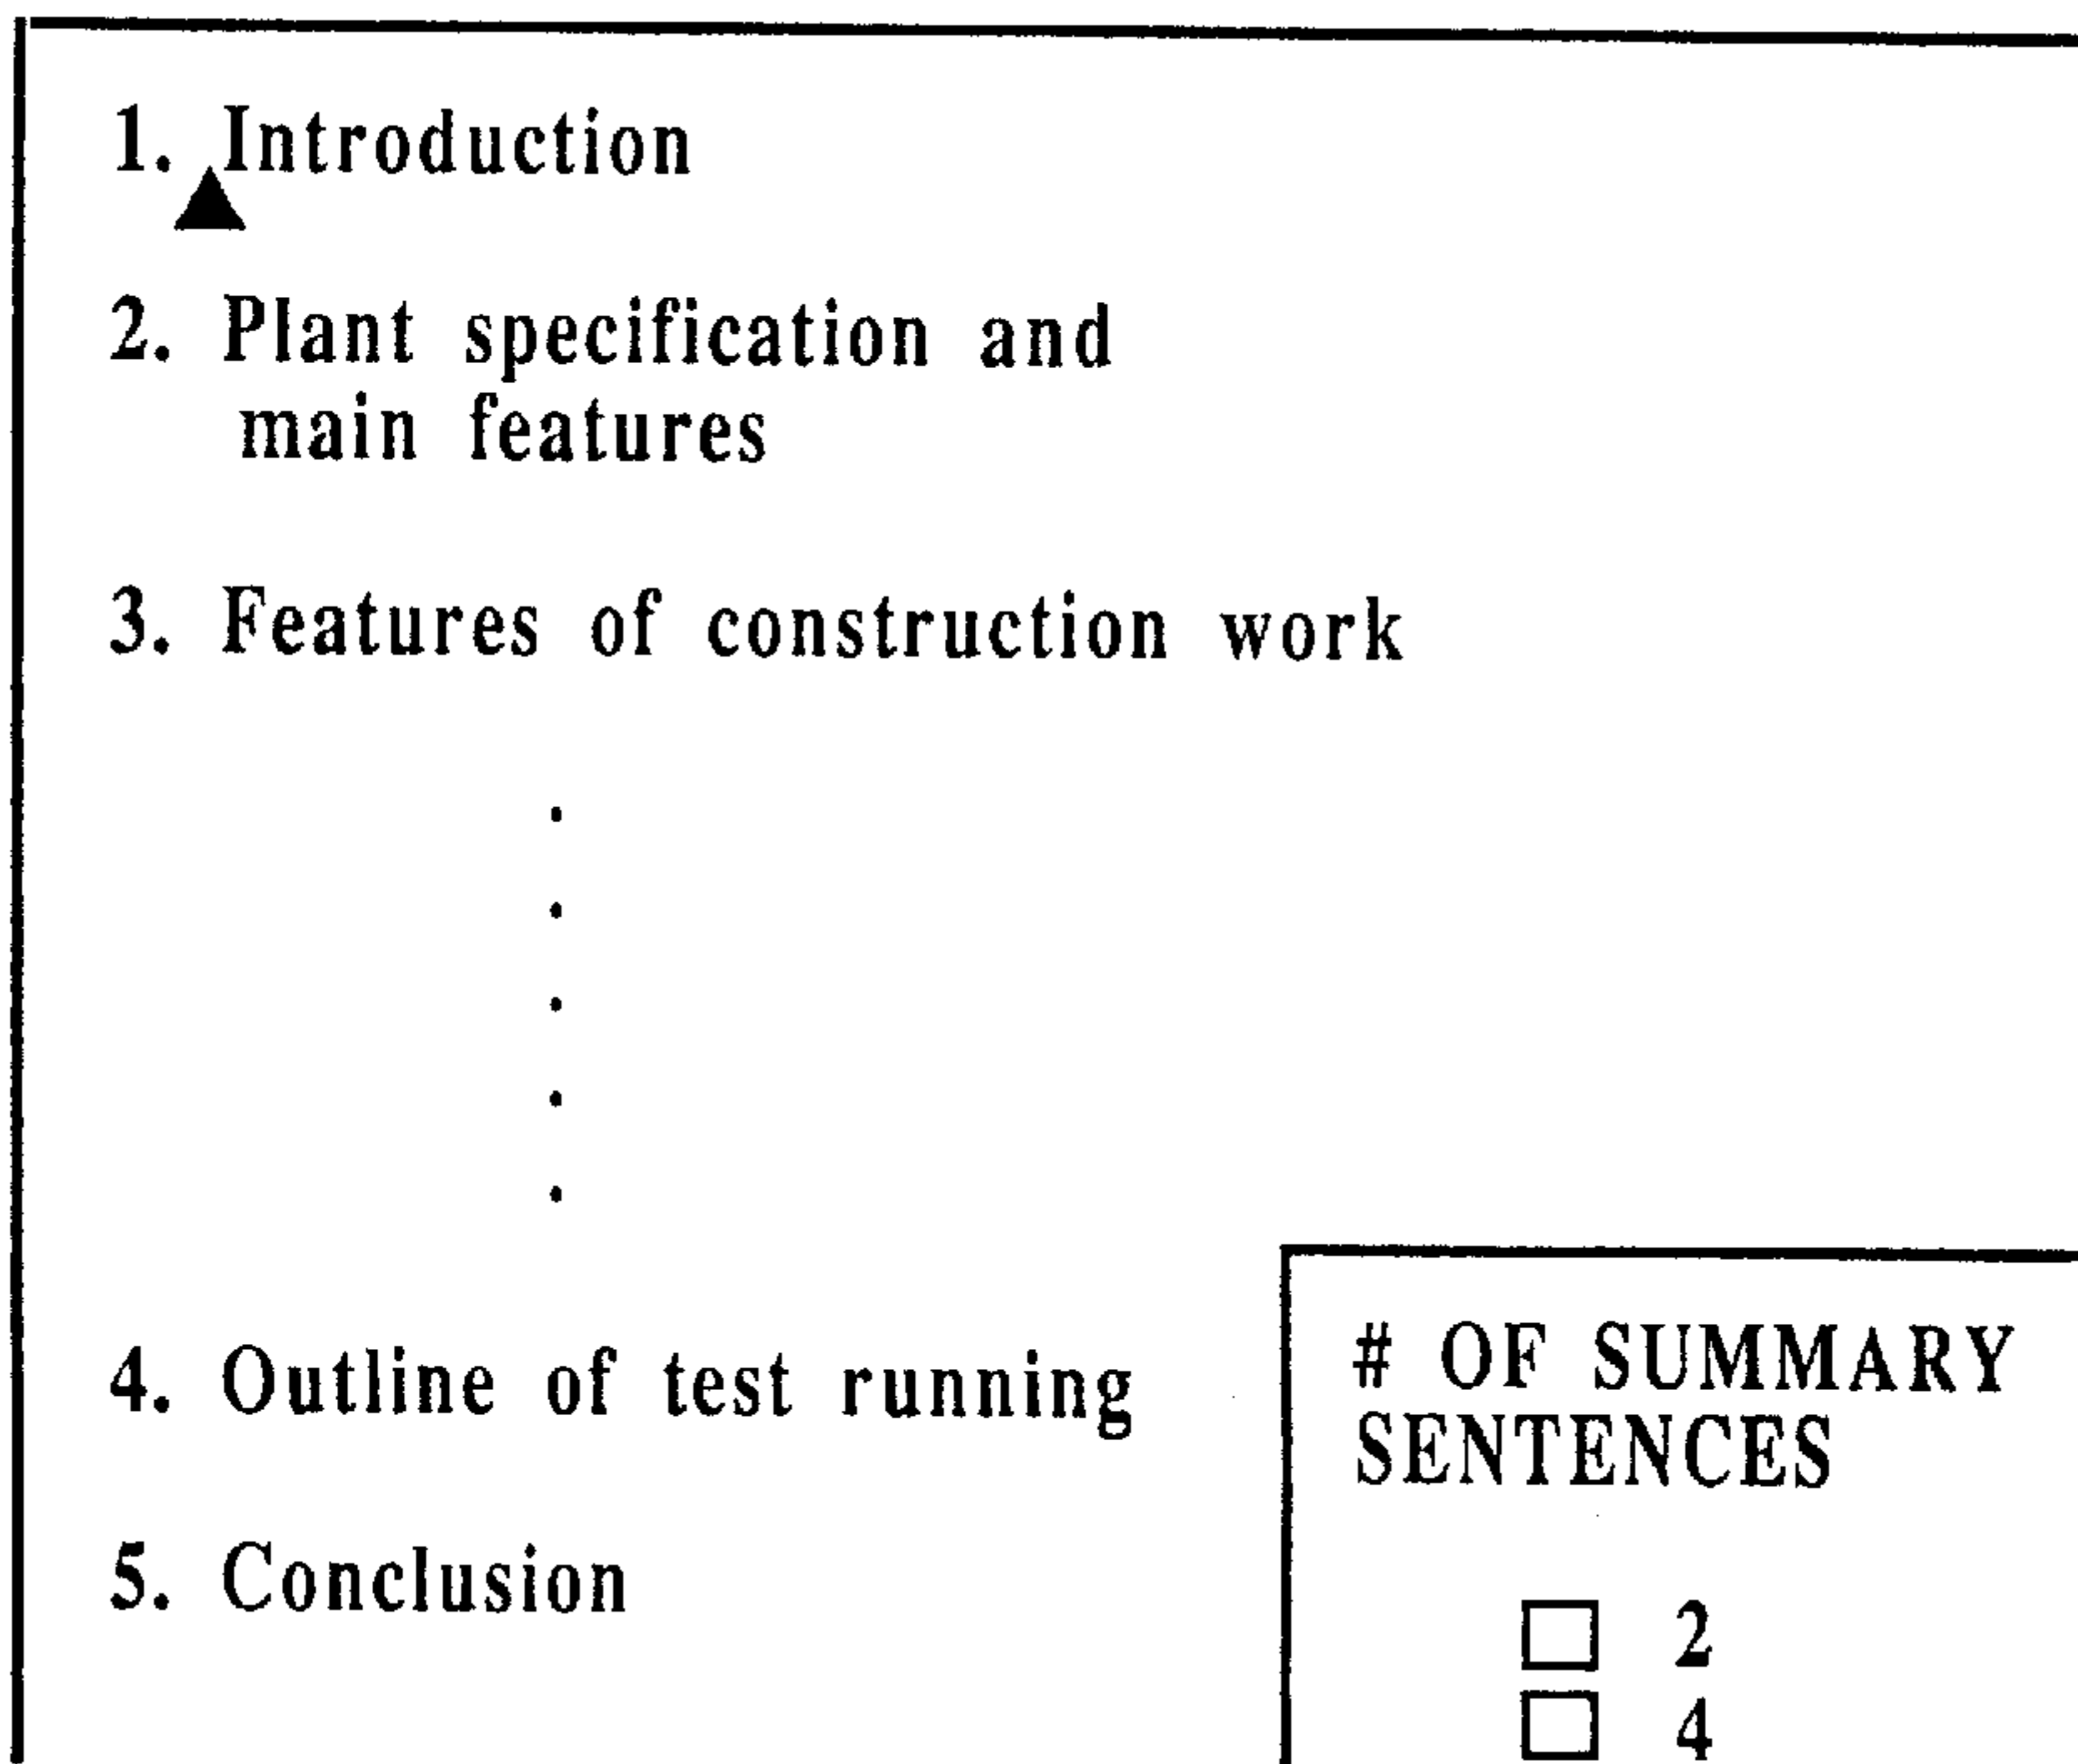 1. Introduction
2. Plant specification and
main features
3. Features of construction work
4. Outline of test running
5. Conclusion
# OF SUMMARY
SENTENCES
2
4